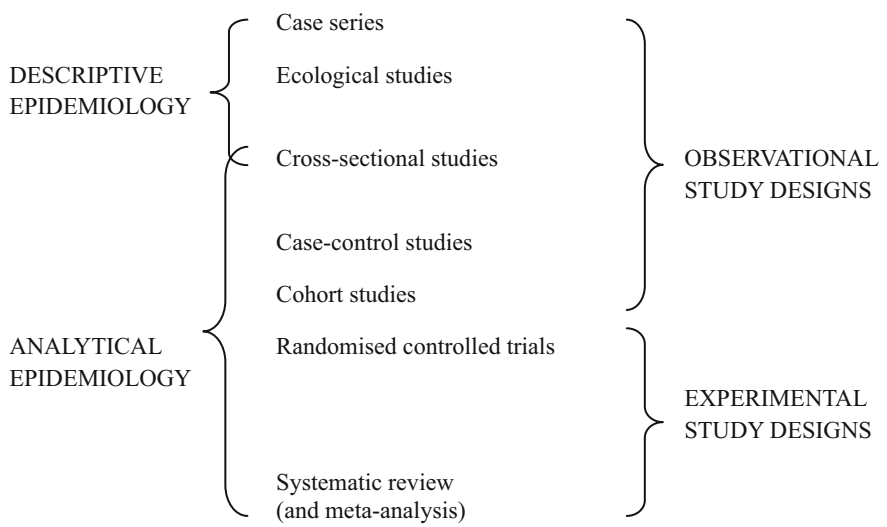 DESCRIPTIVE
EPIDEMIOLOGY
ANALYTICAL
EPIDEMIOLOGY
Case series
Ecological studies
Cross-sectional studies
Case-control studies
Cohort studies
Randomised controlled trials
Systematic review
(and meta-analysis)
OBSERVATIONAL
STUDY DESIGNS
EXPERIMENTAL
STUDY DESIGNS